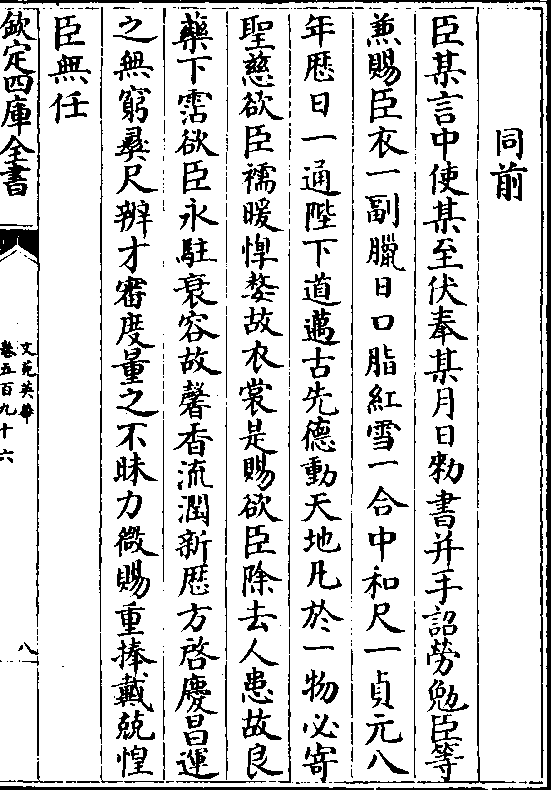 同前
臣某言中使某至伏奉某月日勑書并手詔勞勉臣等
兼賜臣衣一副臘日口脂紅雪一合中和尺一貞元八
年厯日一通陛下道邁古先德動天地凡於一物必寄
聖慈欲臣襦暖惸嫠故衣裳是賜欲臣除去人患故良
藥下霑欲臣永駐衰容故馨香流潤新厯方啓慶昌運
之無窮彛尺辨才審度量之不昧力微賜重捧戴兢惶
臣無任
欽定四庫全書
文苑英華
卷五百九十六
八